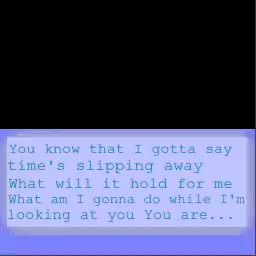 You know that I gotta say
time's slipping away
What will it hold for me
What am I gonna do while I'm
looking at you You are...